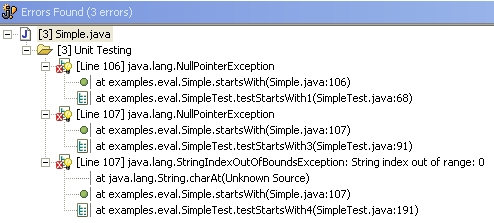 Errors Found (3 errors)
[3] Simple.java
[3] Unit Testing
[Line 106] java.lang.NullPointerException
at examples.eval.Simple.startsWith(Simple.java:106)
at examples.eval.SimpleTest.testStartsWith1(SimpleTest.java:68)
[Line 107] java.lang.NullPointerException
at examples.eval.Simple.startsWith(Simple.java:107)
at examples.eval.SimpleTest.testStartsWith3(SimpleTest.java:91)
[Line 107] java.lang.StringIndexOutOfBoundsException: String index out of range: 0
at java.lang.String.charAt(Unknown Source)
at examples.eval.Simple.startsWith(Simple.java:107)
at examples.eval.SimpleTest.testStartsWith4(SimpleTest.java:191)